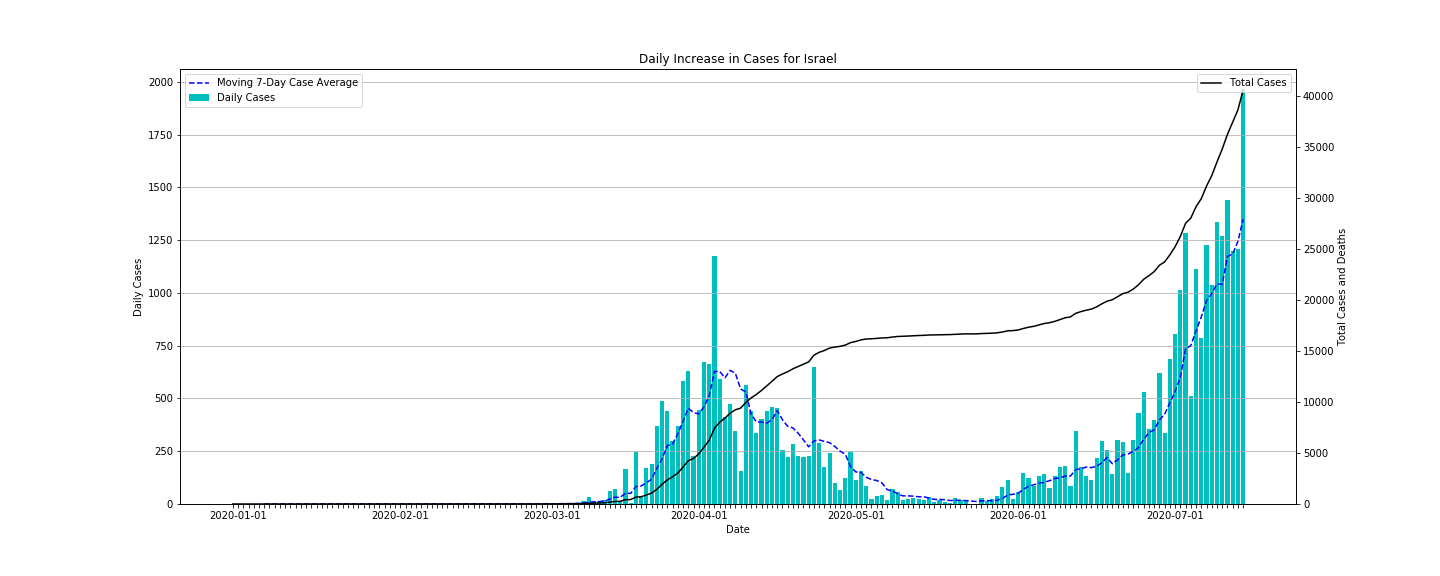 Daily Increase in Cases for Israel
Moving 7-Day Case Average
Daily Cases
Total Cases
2000
1750
1500
1250
1000
750
500
250
0
Daily Cases
40000
35000
30000
25000
20000
15000
10000
5000
0
Total Cases and Deaths
2020-01-01 2020-02-01 2020-03-01 2020-04-01 2020-05-01 2020-06-01 2020-07-01
Date